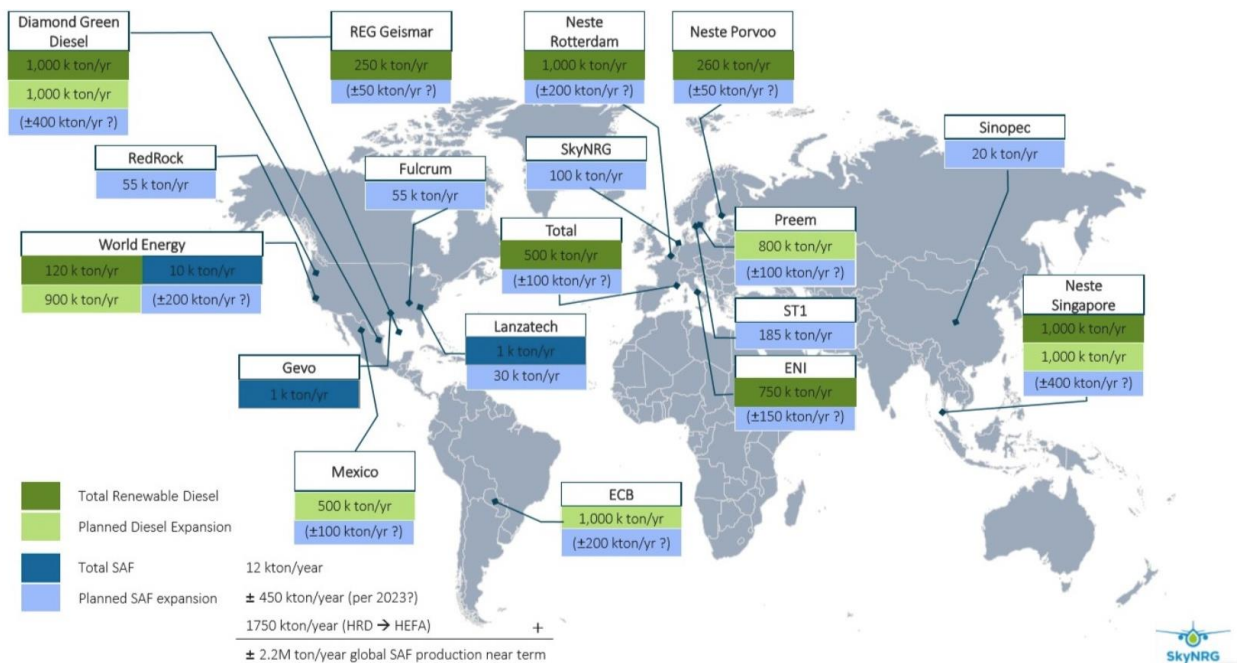 Diamond Green
Diesel
1,000 k ton/yr
1,000 k ton/yr
(±400 kton/yr ?)
REG Geismar
250 k ton/yr
(±50 kton/yr ?)
Neste
Rotterdam
1,000 k ton/yr
(±200 kton/yr ?)
Neste Porvoo
260 k ton/yr
(±50 kton/yr ?)
Sinopec
20 k ton/yr
RedRock
55 k ton/yr
Fulcrum
55 k ton/yr
SkyNRG
100 k ton/yr
World Energy
120 k ton/yr 10 k ton/yr
900 k ton/yr (±200 kton/yr ?)
Total
500 k ton/yr
(±100 kton/yr ?)
Preem
800 k ton/yr
(±100 kton/yr ?)
Neste
Singapore
1,000 k ton/yr
1,000 k ton/yr
(±400 kton/yr ?)
Gevo
1 k ton/yr
Lanzatech
1 k ton/yr
30 k ton/yr
ST1
185 k ton/yr
ENI
750 k ton/yr
(±150 kton/yr ?)
Mexico
500 k ton/yr
(±100 kton/yr ?)
ECB
1,000 k ton/yr
(±200 kton/yr ?)
Total Renewable Diesel
Planned Diesel Expansion
Total SAF 12 kton/year
Planned SAF expansion ± 450 kton/year (per 2023?)
1750 kton/year (HRD → HEFA) +
± 2.2M ton/year global SAF production near term
SkyNRG